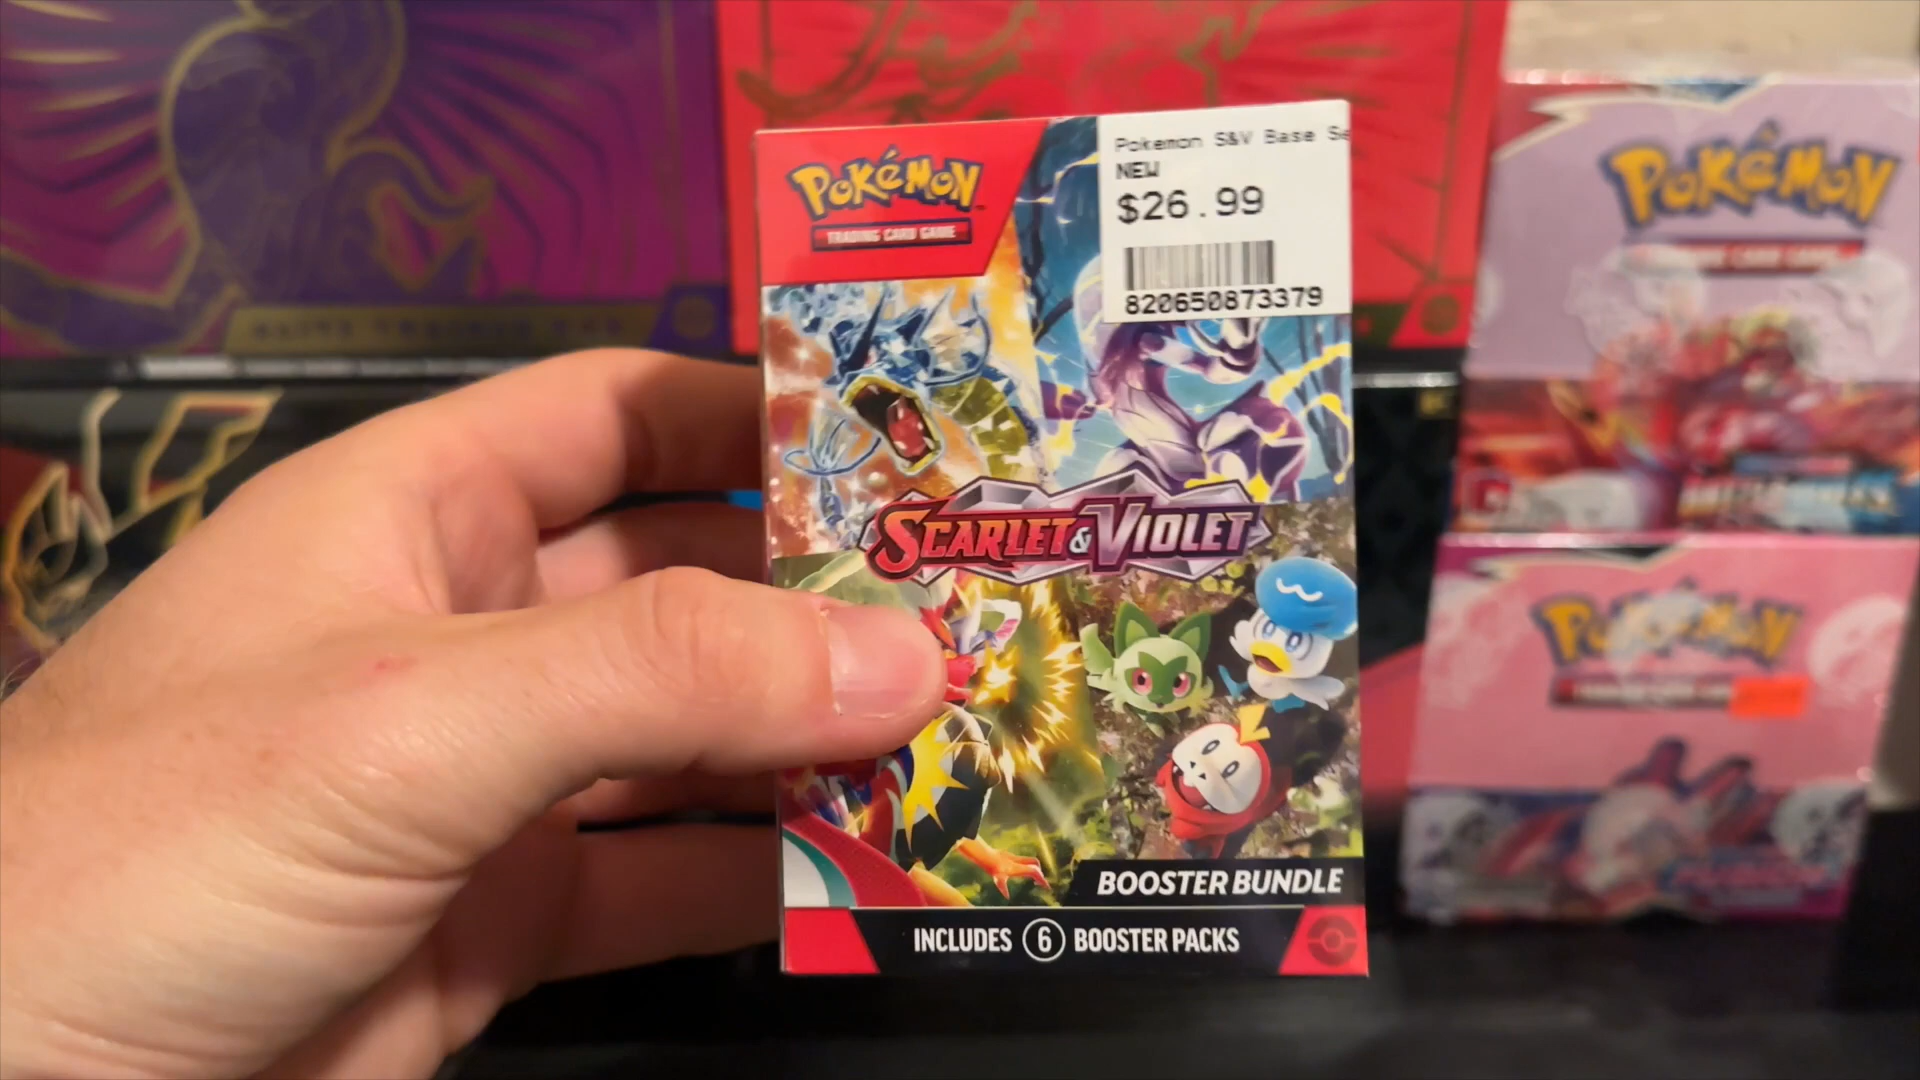 POKéMON
TRADING CARD GAME
Pokemon S&V Base Se
NEW
$26.99
820650873379
SCARLET & VIOLET
BOOSTER BUNDLE
INCLUDES 6 BOOSTER PACKS
POKéMON
POKéMON